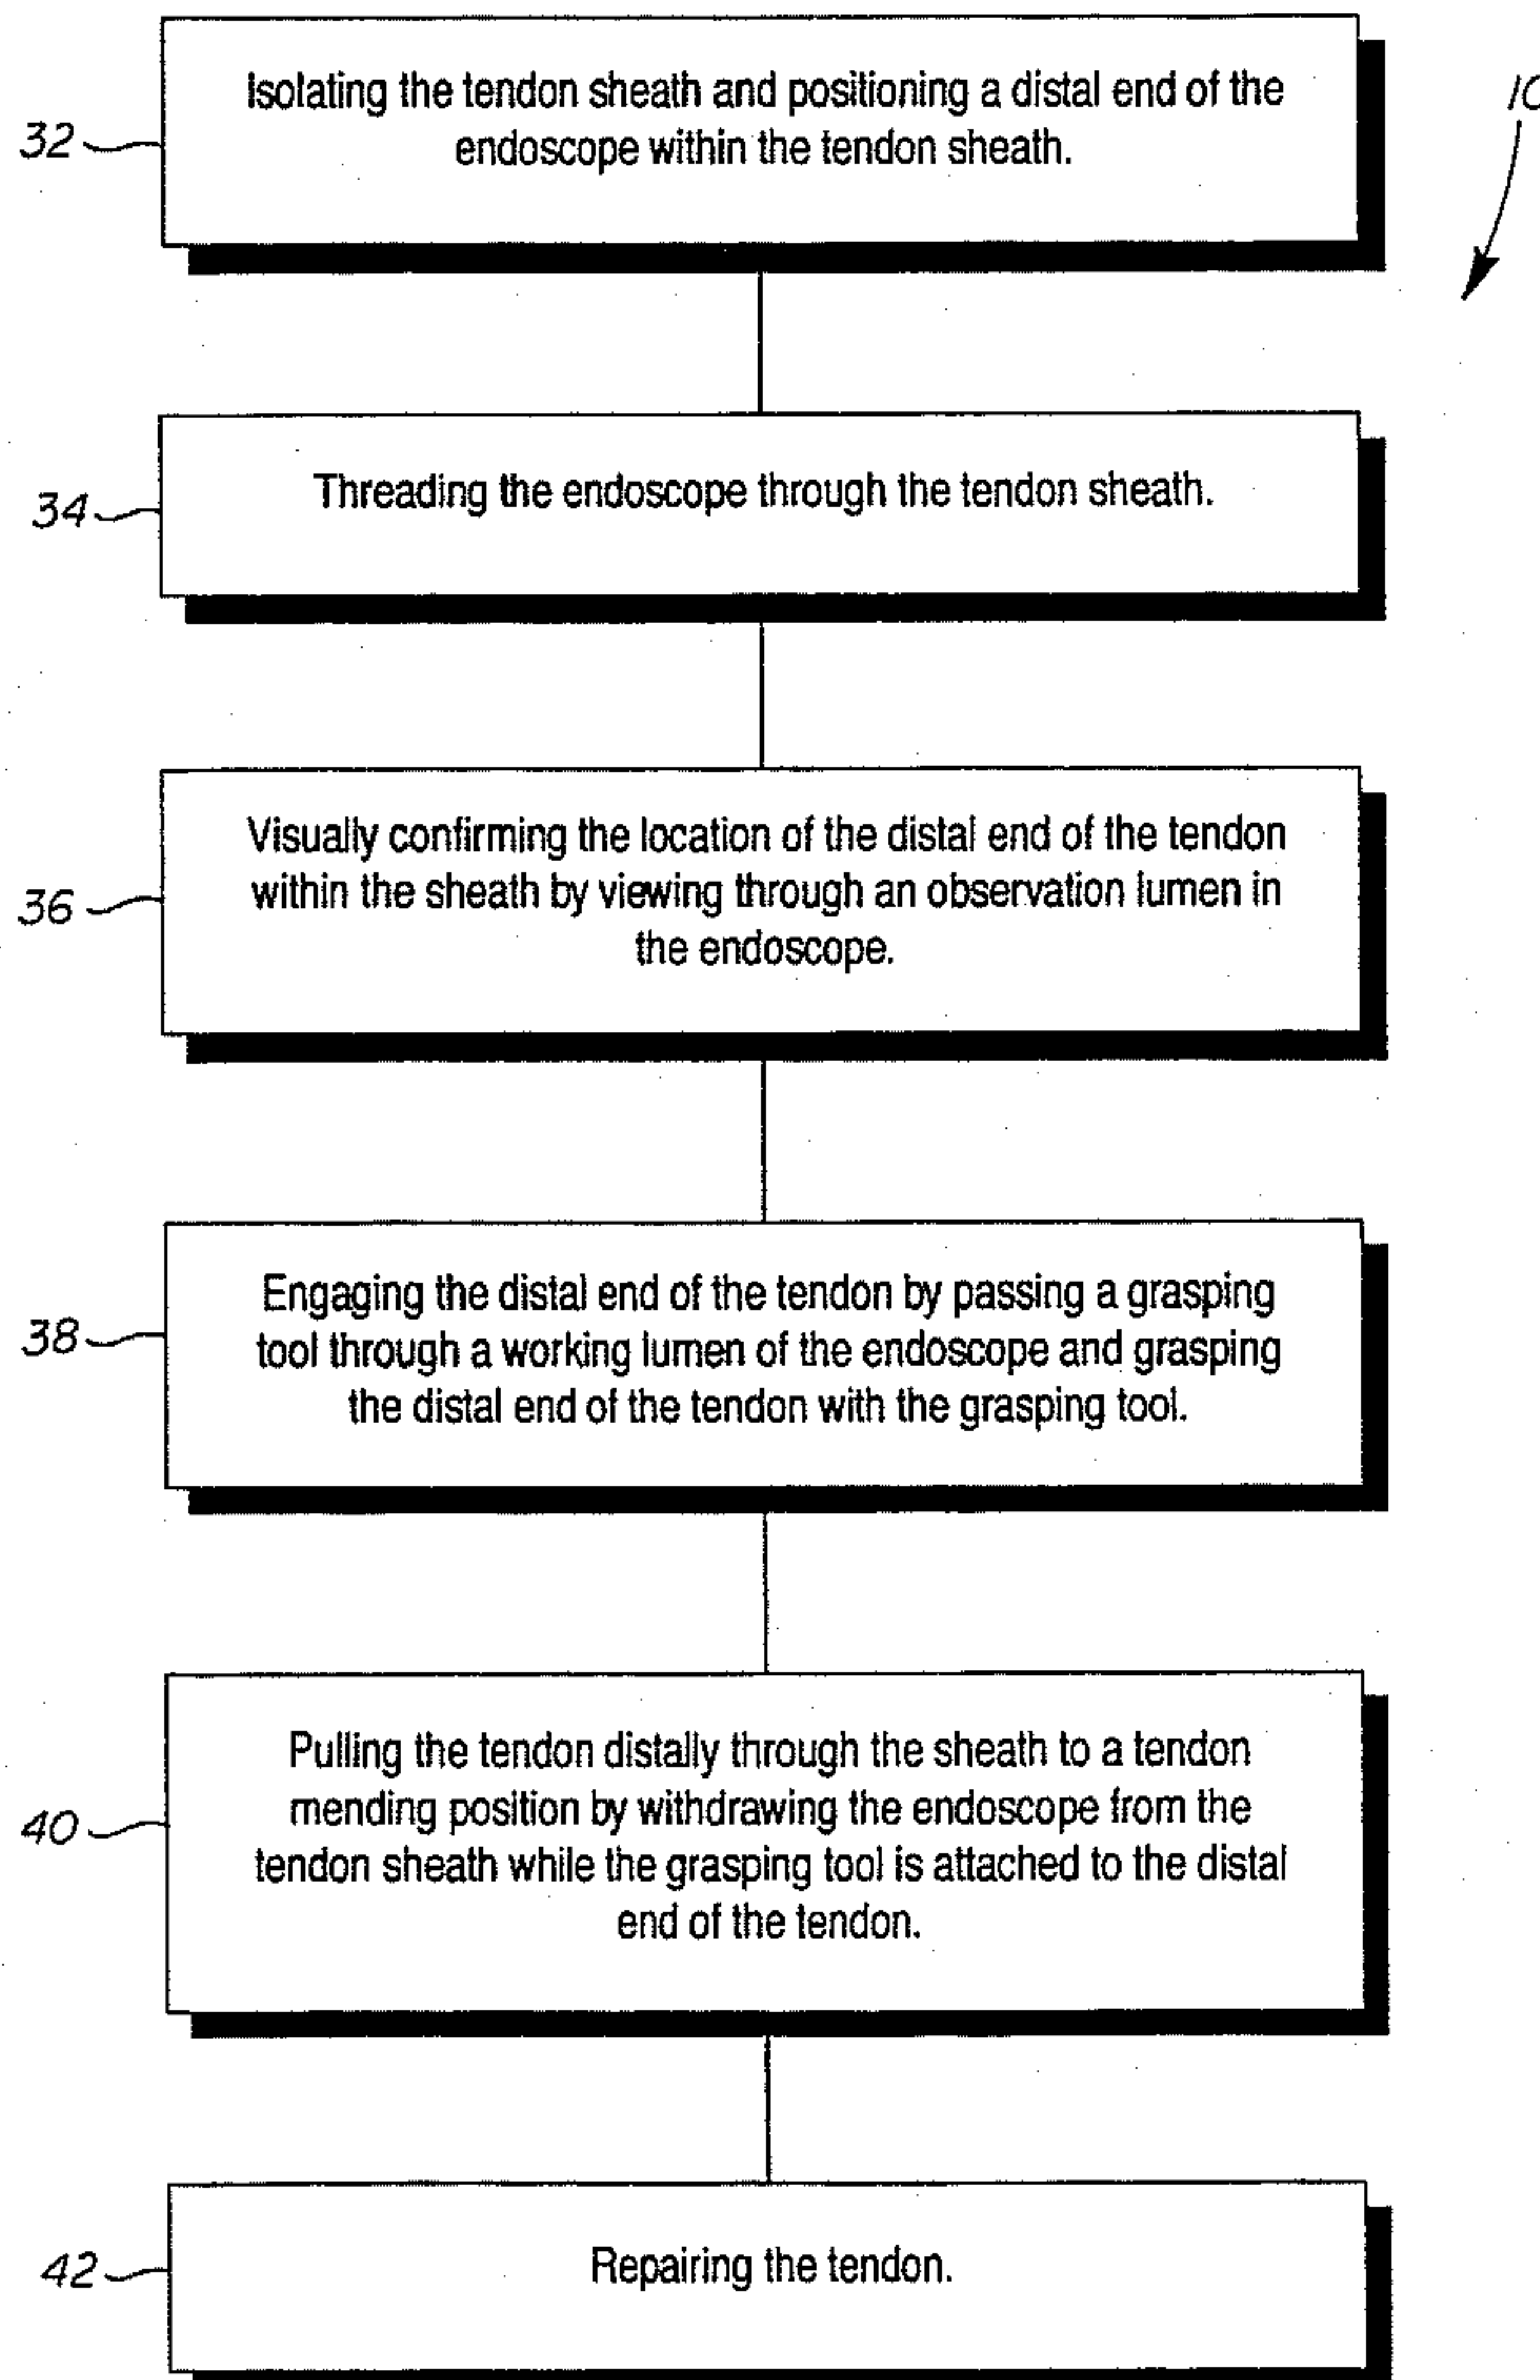 Isolating the tendon sheath and positioning a distal end of the
endoscope within the tendon sheath.
32
10
Threading the endoscope through the tendon sheath.
34
Visually confirming the location of the distal end of the tendon
within the sheath by viewing through an observation lumen in
the endoscope.
36
Engaging the distal end of the tendon by passing a grasping
tool through a working lumen of the endoscope and grasping
the distal end of the tendon with the grasping tool.
38
Pulling the tendon distally through the sheath to a tendon
mending position by withdrawing the endoscope from the
tendon sheath while the grasping tool is attached to the distal
end of the tendon.
40
Repairing the tendon.
42